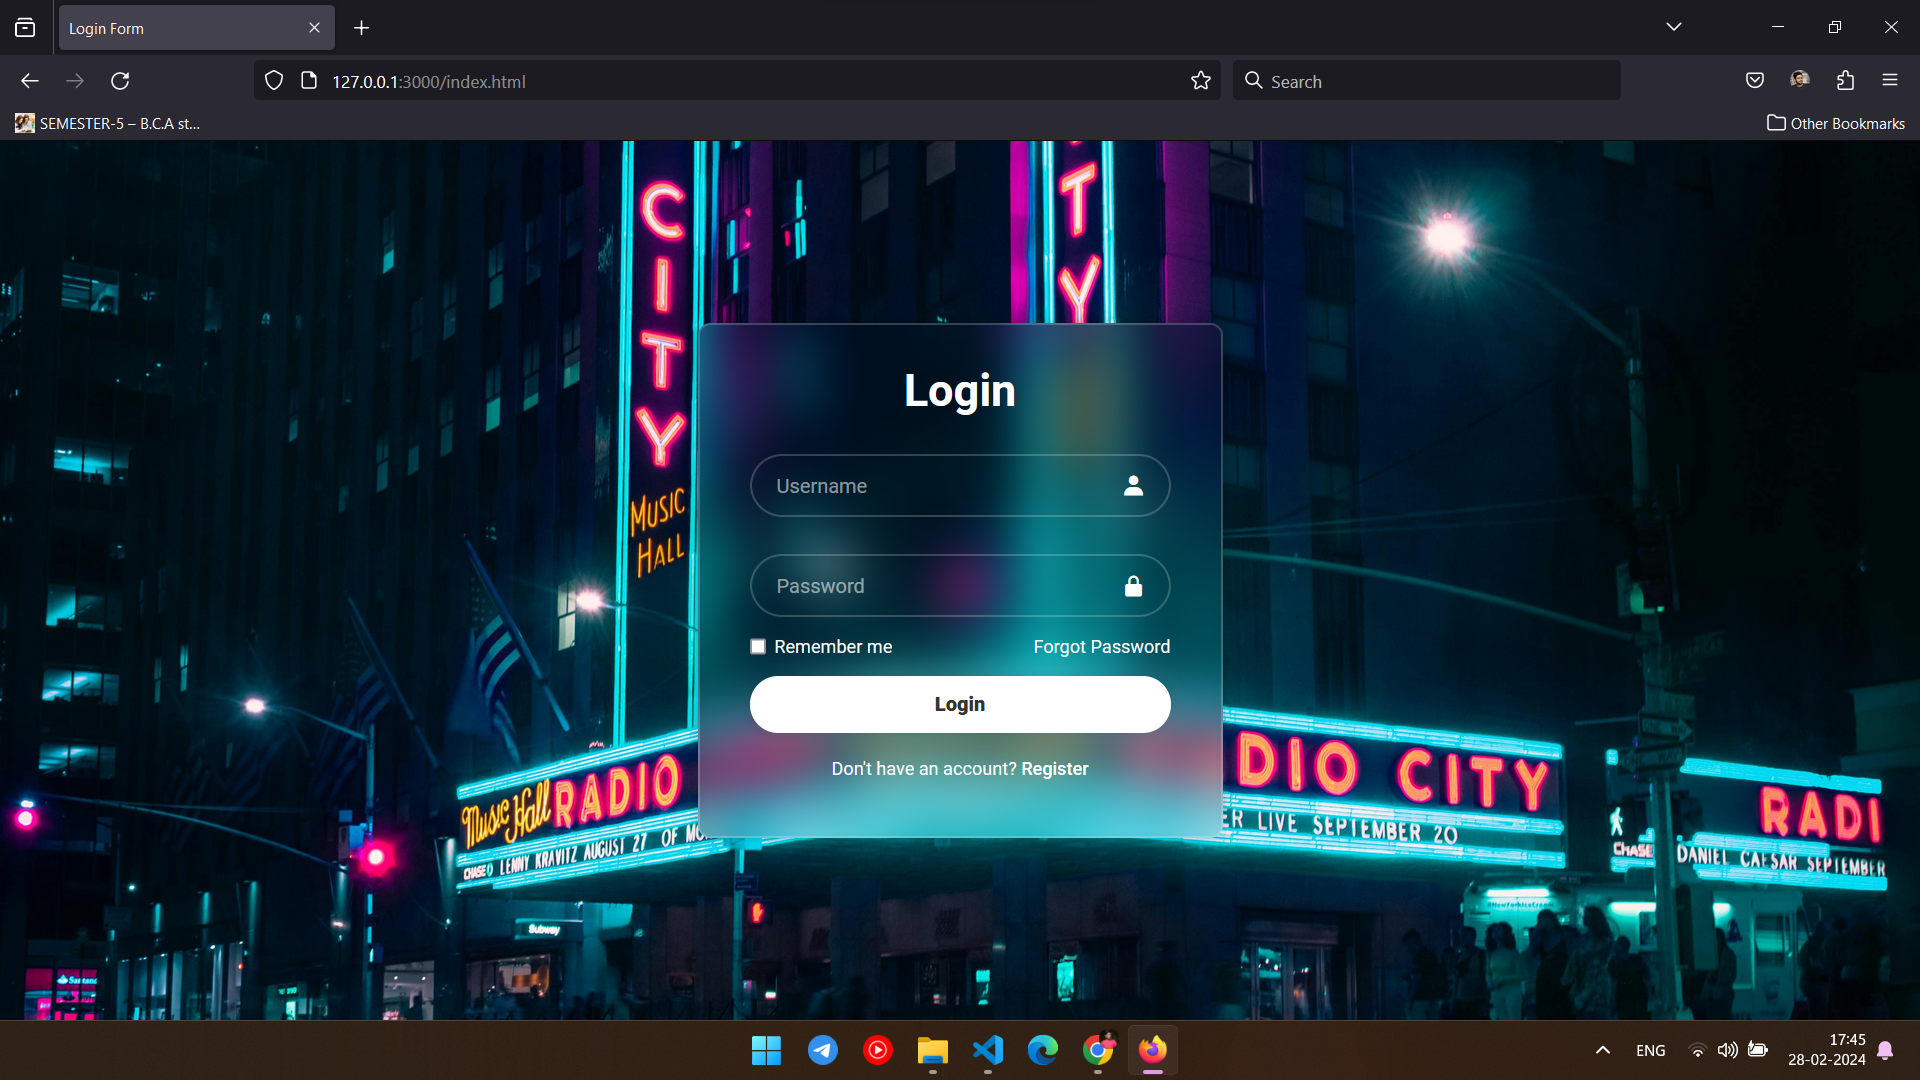 Login Form
127.0.0.1:3000/index.html
Search
SEMESTER-5 – B.C.A st...
Other Bookmarks
CITY
MUSIC
HALL
TY
Login
Username
Password
Remember me
Forgot Password
Login
Don't have an account? Register
Music Hall RADIO
CHASE LENNY KRAVITZ AUGUST 27 OF MO
DIO CITY
ER LIVE SEPTEMBER 20
RADI
CHASE DANIEL CAESAR SEPTEMBER
Subway
Santander
ENG
17:45
28-02-2024